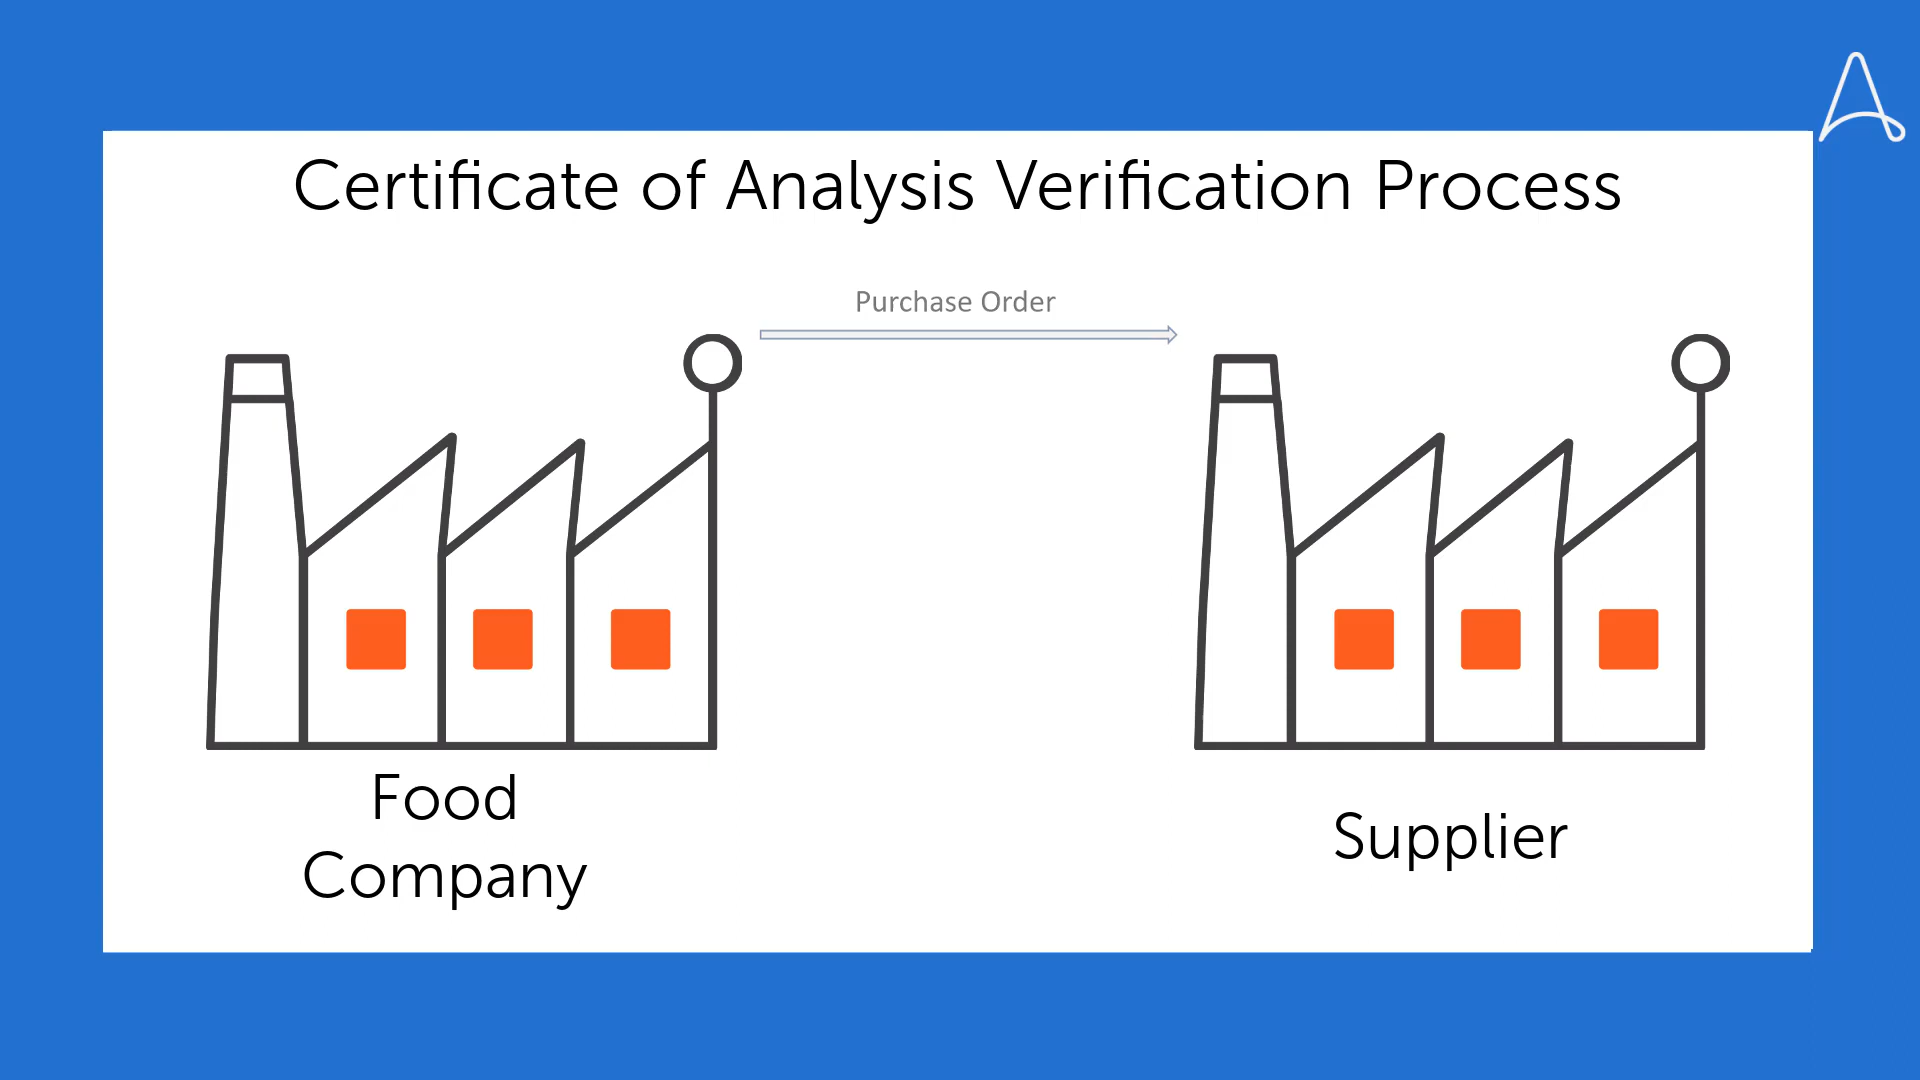 Certificate of Analysis Verification Process
Purchase Order
Food
Company
Supplier